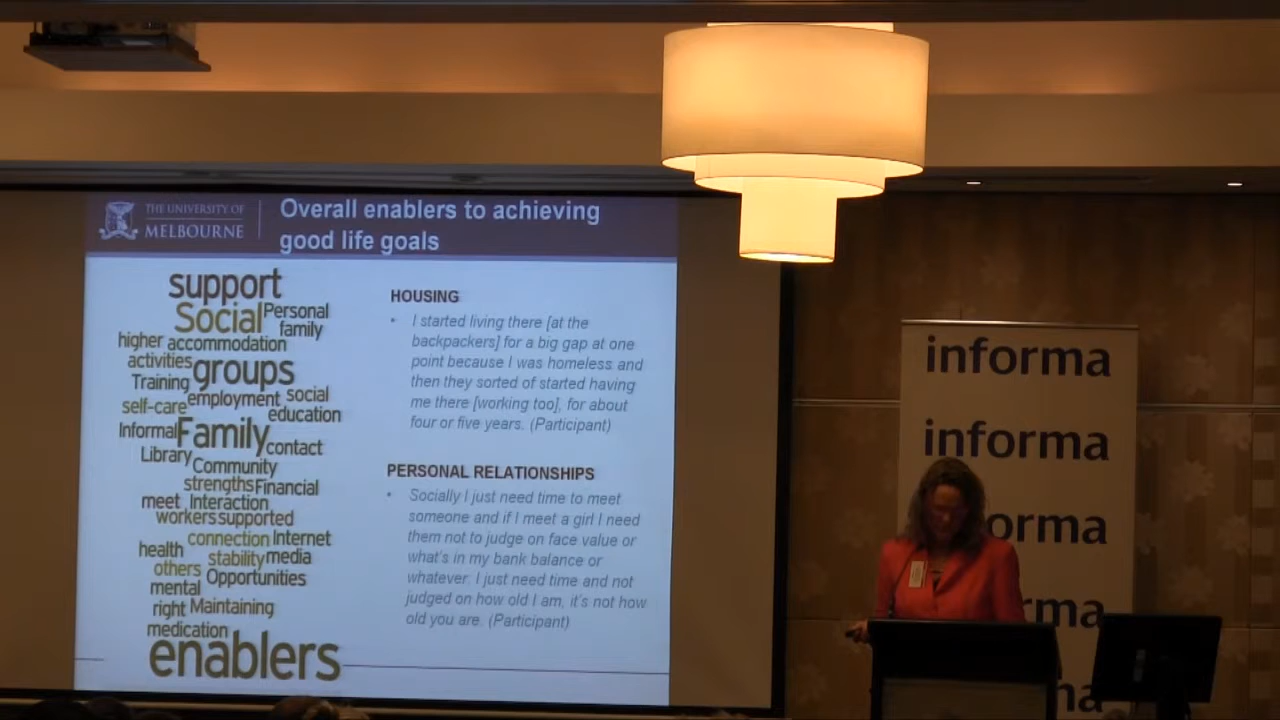 THE UNIVERSITY OF
MELBOURNE
Overall enablers to achieving
good life goals
support
Social Personal
family
higher accommodation
activities groups
Training
employment social
self-care education
Informal Family contact
Library
Community
strengths Financial
meet Interaction
workers supported
connection Internet
health stability media
others Opportunities
mental
right Maintaining
medication
enablers
HOUSING
• I started living there [at the
backpackers] for a big gap at one
point because I was homeless and
then they sorted of started having
me there [working too], for about
four or five years. (Participant)
PERSONAL RELATIONSHIPS
• Socially I just need time to meet
someone and if I meet a girl I need
them not to judge on face value or
what's in my bank balance or
whatever. I just need time and not
judged on how old I am, it's not how
old you are. (Participant)
informa
informa
orma
rma
na